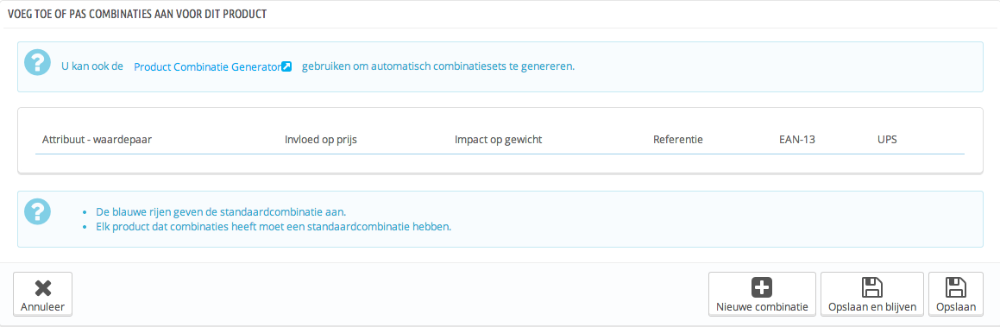 VOEG TOE OF PAS COMBINATIES AAN VOOR DIT PRODUCT
U kan ook de Product Combinatie Generator gebruiken om automatisch combinatiesets te genereren.
Attribuut - waardepaar Invloed op prijs Impact op gewicht Referentie EAN-13 UPS
• De blauwe rijen geven de standaardcombinatie aan.
• Elk product dat combinaties heeft moet een standaardcombinatie hebben.
Annuleer Nieuwe combinatie Opslaan en blijven Opslaan